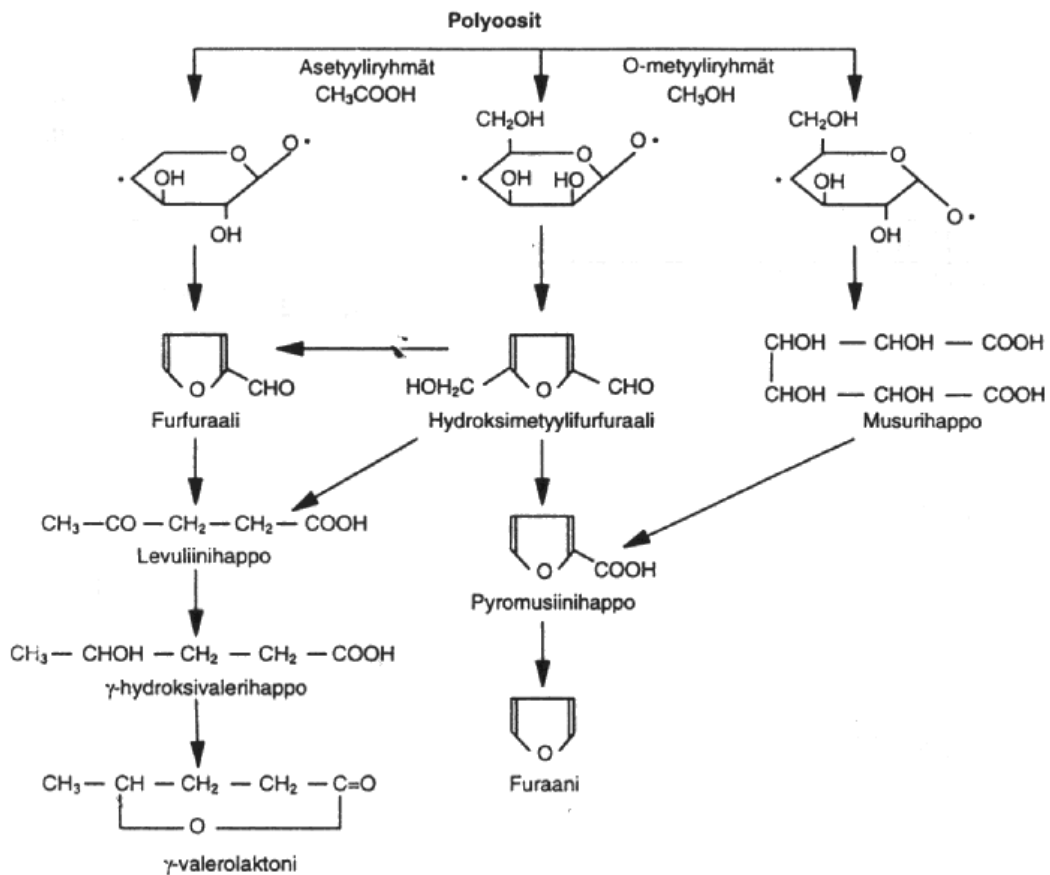 Polyoosit
Asetyyliryhmät
CH₃COOH
O-metyyliryhmät
CH₃OH
O
O
OH
OH
CH₂OH
O
O
OH
HO
CH₂OH
O
OH
OH
O
O
CHO
Furfuraali
HOH₂C
O
CHO
Hydroksimetyylifurfuraali
CHOH — CHOH — COOH
CHOH — CHOH — COOH
Musurihappo
CH₃—CO — CH₂—CH₂—COOH
Levuliinihappo
O
COOH
Pyromusiinihappo
CH₃— CHOH — CH₂ — CH₂ — COOH
γ-hydroksivalerihappo
O
Furaani
CH₃— CH — CH₂ — CH₂ — C=O
O
γ-valerolaktoni